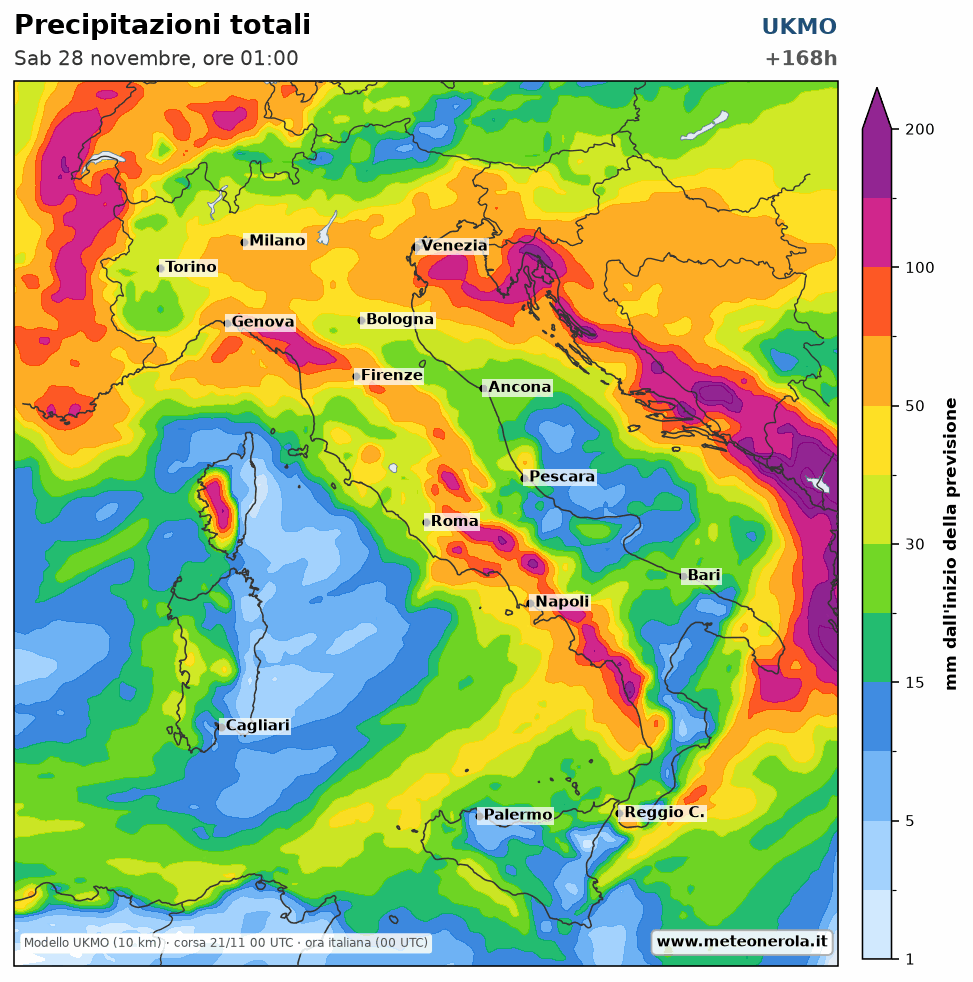 Precipitazioni totali
UKMO
Sab 28 novembre, ore 01:00
+168h
200
100
50
30
15
5
1
mm dall'inizio della previsione
Milano
Venezia
Torino
Genova
Bologna
Firenze
Ancona
Pescara
Roma
Bari
Napoli
Cagliari
Palermo
Reggio C.
Modello UKMO (10 km) · corsa 21/11 00 UTC · ora italiana (00 UTC)
www.meteonerola.it